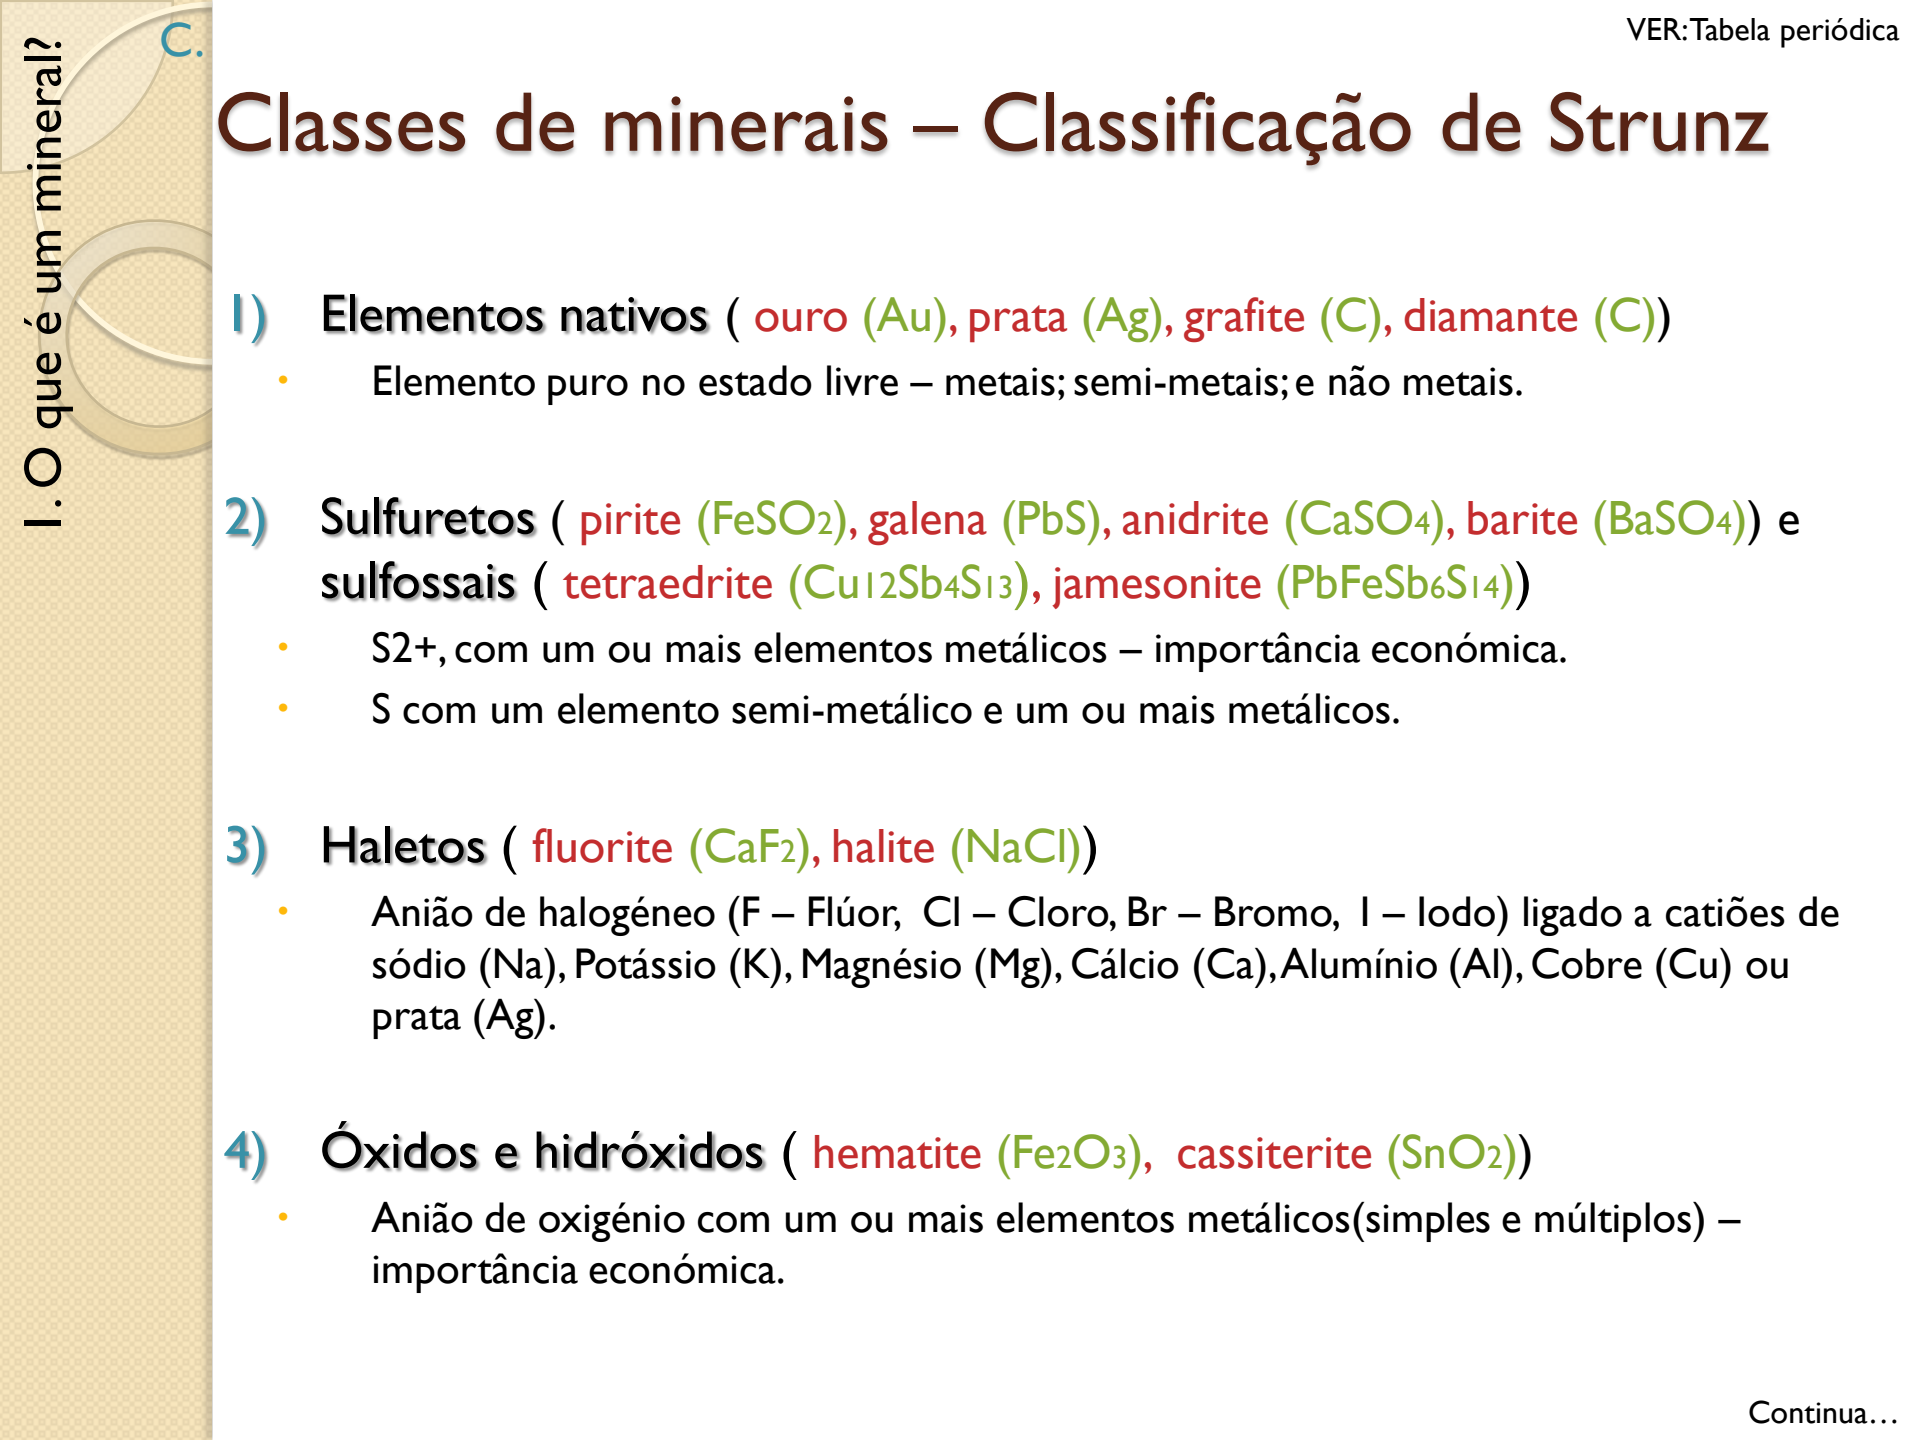 C.
VER: Tabela periódica
1. O que é um mineral?
Classes de minerais – Classificação de Strunz
1) Elementos nativos ( ouro (Au), prata (Ag), grafite (C), diamante (C))
• Elemento puro no estado livre – metais; semi-metais; e não metais.
2) Sulfuretos ( pirite (FeSO2), galena (PbS), anidrite (CaSO4), barite (BaSO4)) e
sulfossais ( tetraedrite (Cu12Sb4S13), jamesonite (PbFeSb6S14))
• S2+, com um ou mais elementos metálicos – importância económica.
• S com um elemento semi-metálico e um ou mais metálicos.
3) Haletos ( fluorite (CaF2), halite (NaCl))
• Anião de halogéneo (F – Flúor, Cl – Cloro, Br – Bromo, I – Iodo) ligado a catiões de
sódio (Na), Potássio (K), Magnésio (Mg), Cálcio (Ca), Alumínio (Al), Cobre (Cu) ou
prata (Ag).
4) Óxidos e hidróxidos ( hematite (Fe2O3), cassiterite (SnO2))
• Anião de oxigénio com um ou mais elementos metálicos(simples e múltiplos) –
importância económica.
Continua…